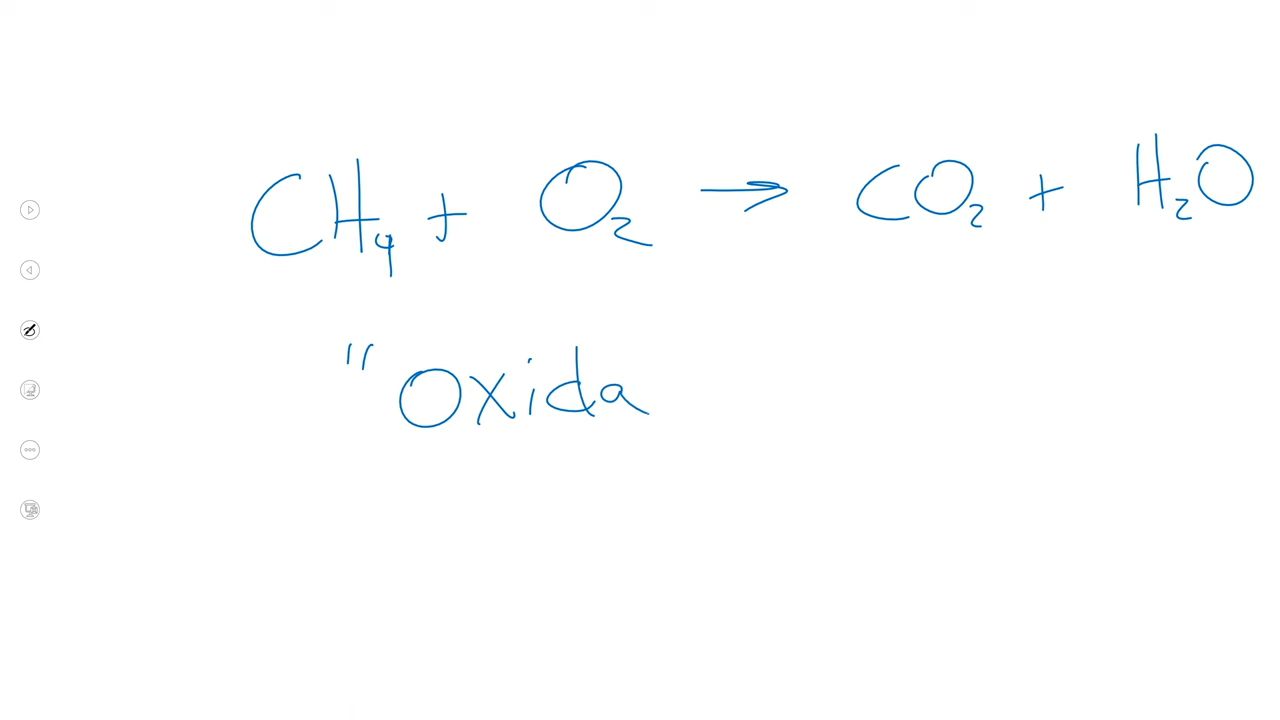 CH₄ + O₂ → CO₂ + H₂O
"Oxida